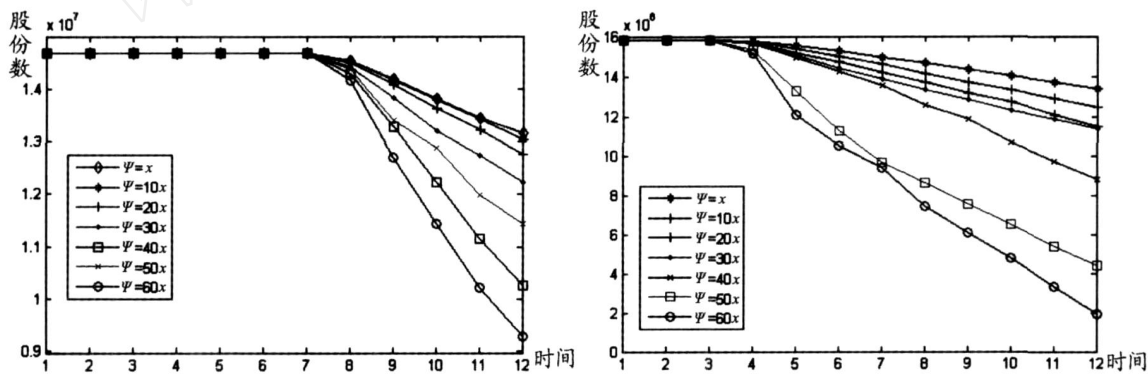 股份数
×10⁷
1.4
1.3
1.2
1.1
1
0.9
Ψ=x
Ψ=10x
Ψ=20x
Ψ=30x
Ψ=40x
Ψ=50x
Ψ=60x
1 2 3 4 5 6 7 8 9 10 11 12 时间
股份数
×10⁶
16
14
12
10
8
6
4
2
0
Ψ=x
Ψ=10x
Ψ=20x
Ψ=30x
Ψ=40x
Ψ=50x
Ψ=60x
1 2 3 4 5 6 7 8 9 10 11 12 时间